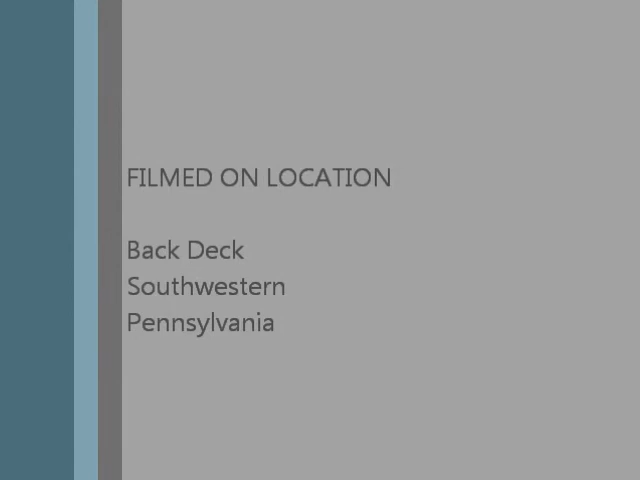 FILMED ON LOCATION
Back Deck
Southwestern
Pennsylvania